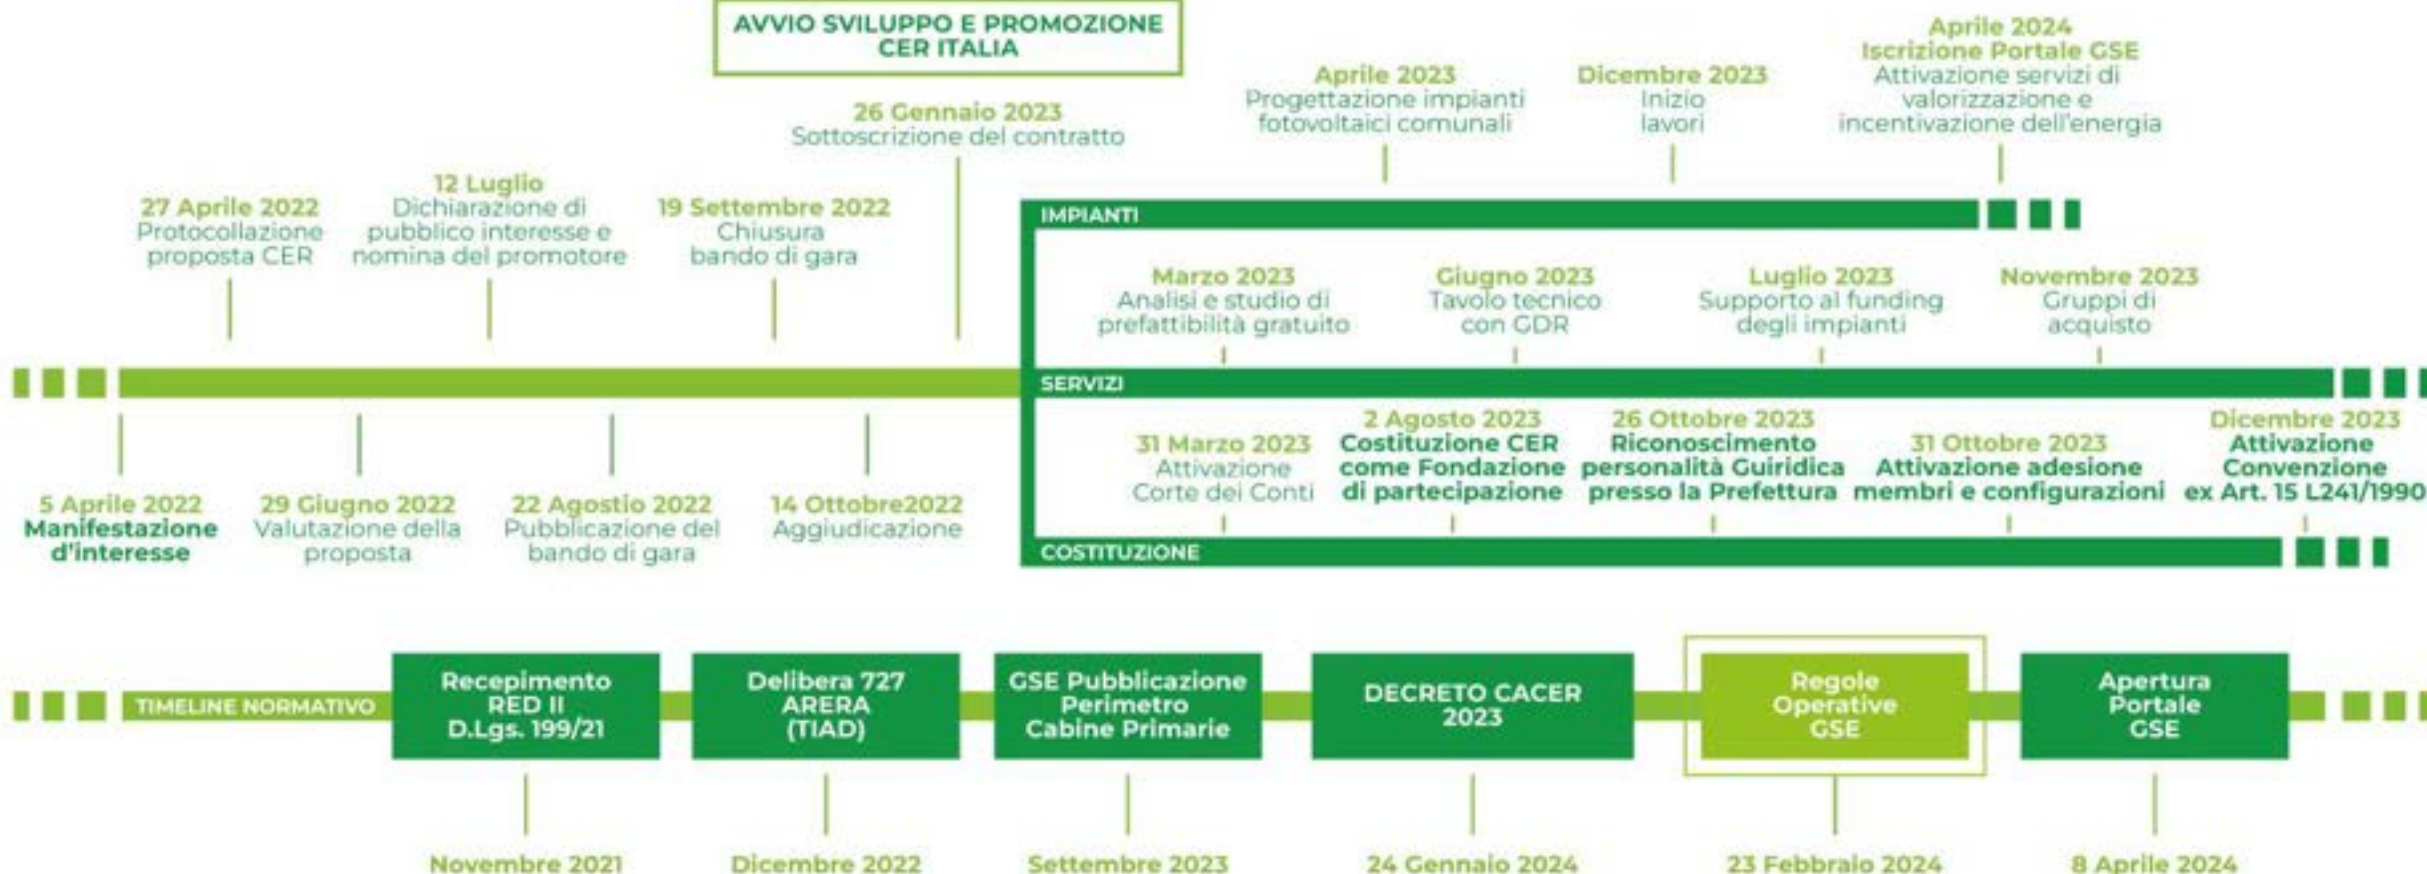 AVVIO SVILUPPO E PROMOZIONE
CER ITALIA
27 Aprile 2022
Protocollazione
proposta CER
12 Luglio
Dichiarazione di
pubblico interesse e
nomina del promotore
19 Settembre 2022
Chiusura
bando di gara
26 Gennaio 2023
Sottoscrizione del contratto
5 Aprile 2022
Manifestazione
d'interesse
29 Giugno 2022
Valutazione della
proposta
22 Agostio 2022
Pubblicazione del
bando di gara
14 Ottobre2022
Aggiudicazione
Aprile 2023
Progettazione impianti
fotovoltaici comunali
Dicembre 2023
Inizio
lavori
Aprile 2024
Iscrizione Portale GSE
Attivazione servizi di
valorizzazione e
incentivazione dell'energia
IMPIANTI
Marzo 2023
Analisi e studio di
prefattibilità gratuito
Giugno 2023
Tavolo tecnico
con GDR
Luglio 2023
Supporto al funding
degli impianti
Novembre 2023
Gruppi di
acquisto
SERVIZI
31 Marzo 2023
Attivazione
Corte dei Conti
2 Agosto 2023
Costituzione CER
come Fondazione
di partecipazione
26 Ottobre 2023
Riconoscimento
personalità Guiridica
presso la Prefettura
31 Ottobre 2023
Attivazione adesione
membri e configurazioni
Dicembre 2023
Attivazione
Convenzione
ex Art. 15 L241/1990
COSTITUZIONE
TIMELINE NORMATIVO
Recepimento
RED II
D.Lgs. 199/21
Novembre 2021
Delibera 727
ARERA
(TIAD)
Dicembre 2022
GSE Pubblicazione
Perimetro
Cabine Primarie
Settembre 2023
DECRETO CACER
2023
24 Gennaio 2024
Regole
Operative
GSE
23 Febbraio 2024
Apertura
Portale
GSE
8 Aprile 2024